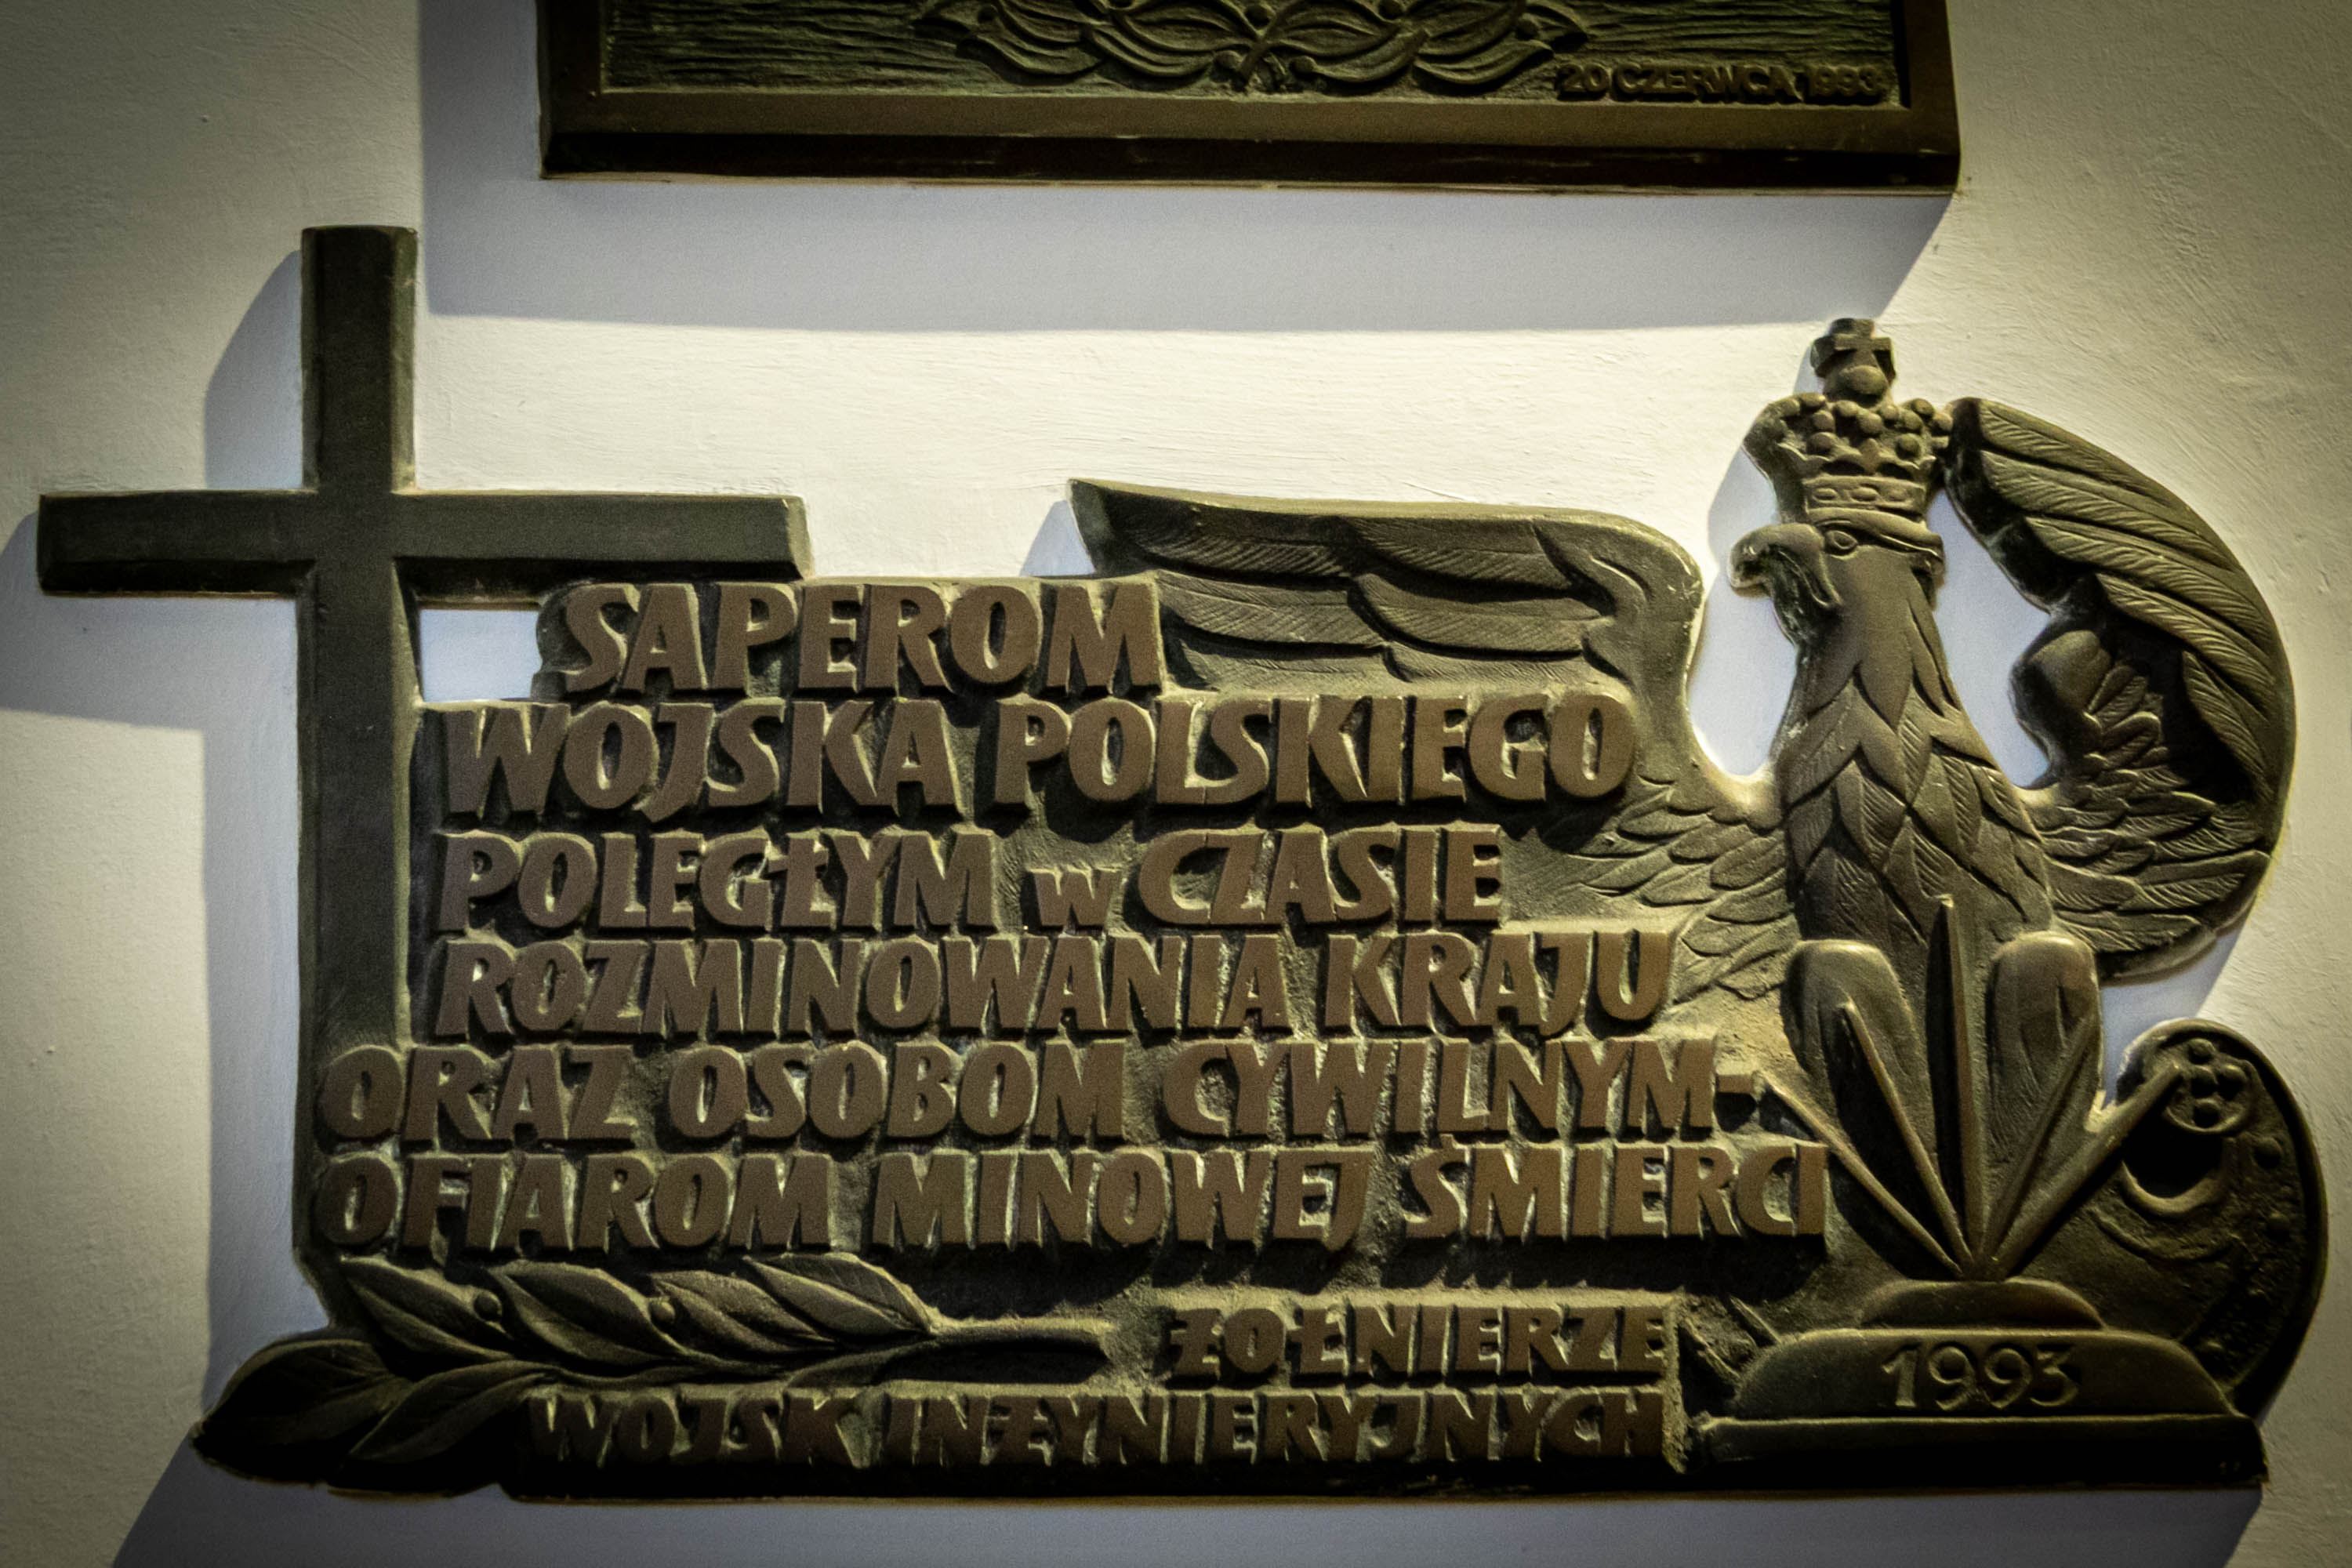 20 CZERWCA 1993
SAPEROM
WOJSKA POLSKIEGO
POLEGŁYM W CZASIE
ROZMINOWANIA KRAJU
ORAZ OSOBOM CYWILNYM-
OFIAROM MINOWEJ ŚMIERCI
ŻOŁNIERZE
WOJSK INŻYNIERYJNYCH
1993